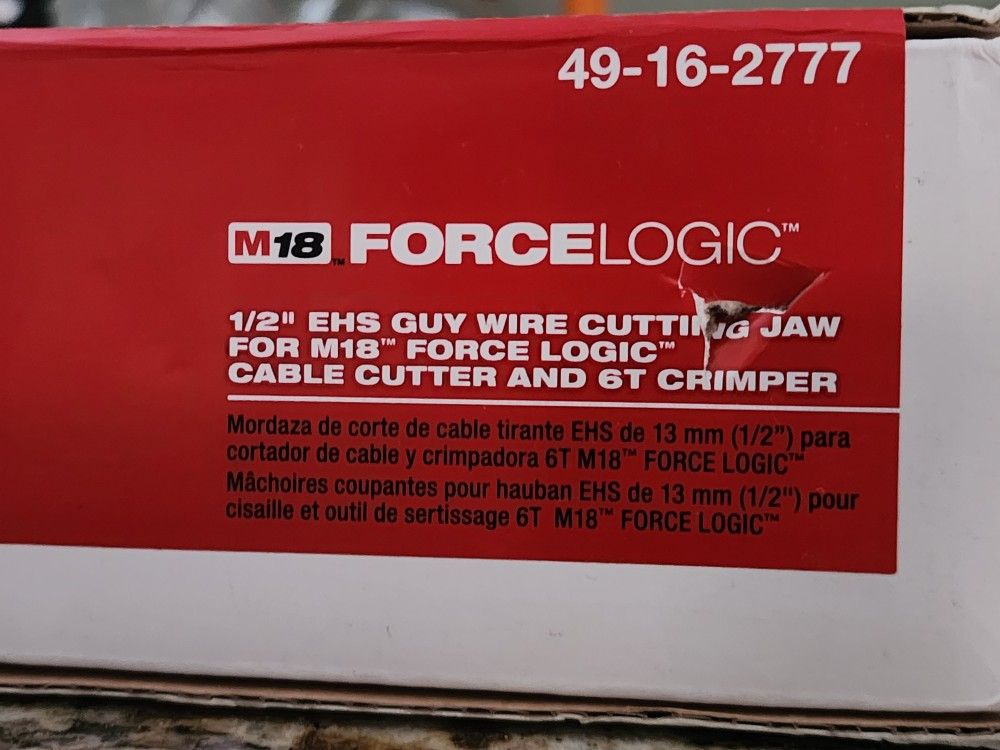 49-16-2777
M18™ FORCELOGIC™
1/2" EHS GUY WIRE CUTTING JAW
FOR M18™ FORCE LOGIC™
CABLE CUTTER AND 6T CRIMPER
Mordaza de corte de cable tirante EHS de 13 mm (1/2") para
cortador de cable y crimpadora 6T M18™ FORCE LOGIC™
Mâchoires coupantes pour hauban EHS de 13 mm (1/2") pour
cisaille et outil de sertissage 6T M18™ FORCE LOGIC™